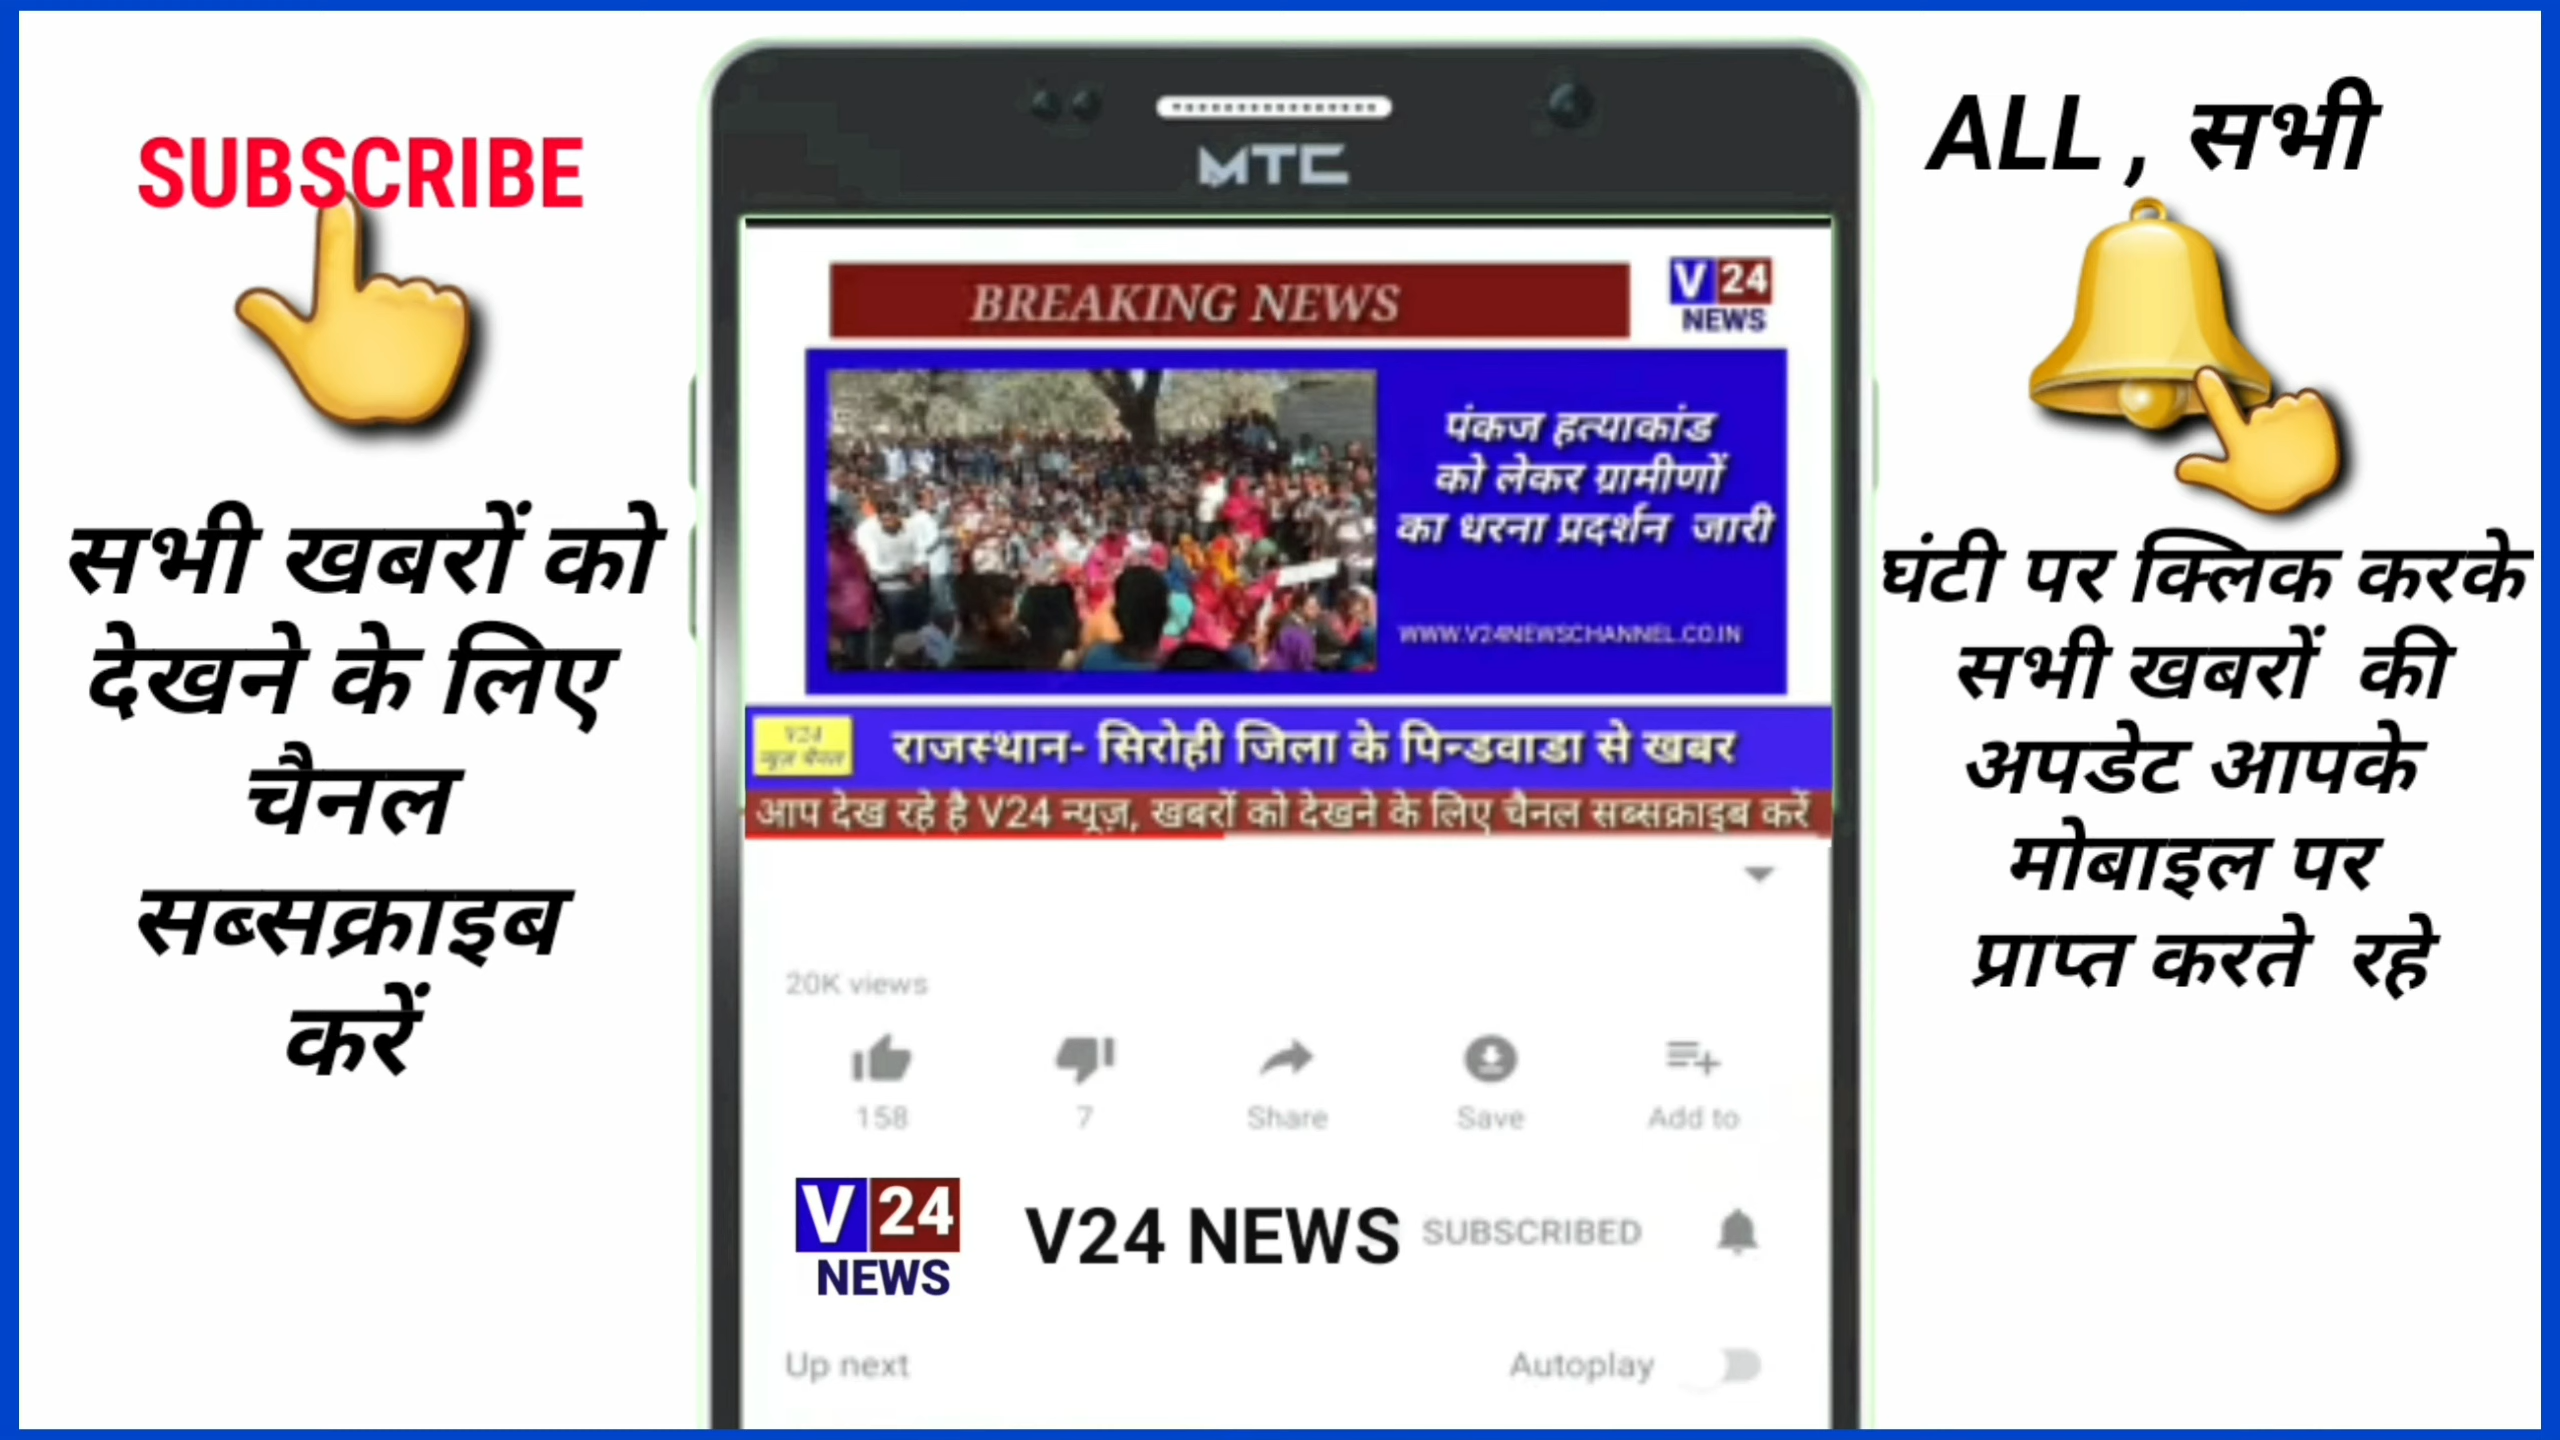 SUBSCRIBE
सभी खबरों को
देखने के लिए
चैनल
सब्सक्राइब
करें
MTC
BREAKING NEWS
V 24
NEWS
पंकज हत्याकांड
को लेकर ग्रामीणों
का धरना प्रदर्शन जारी
WWW.V24NEWSCHANNEL.CO.IN
V24
न्यूज़ चैनल
राजस्थान- सिरोही जिला के पिन्डवाडा से खबर
आप देख रहे है V24 न्यूज़, खबरों को देखने के लिए चैनल सब्सक्राइब करें
20K views
158 7 Share Save Add to
V 24
NEWS
V24 NEWS SUBSCRIBED
Up next Autoplay
ALL , सभी
घंटी पर क्लिक करके
सभी खबरों की
अपडेट आपके
मोबाइल पर
प्राप्त करते रहे